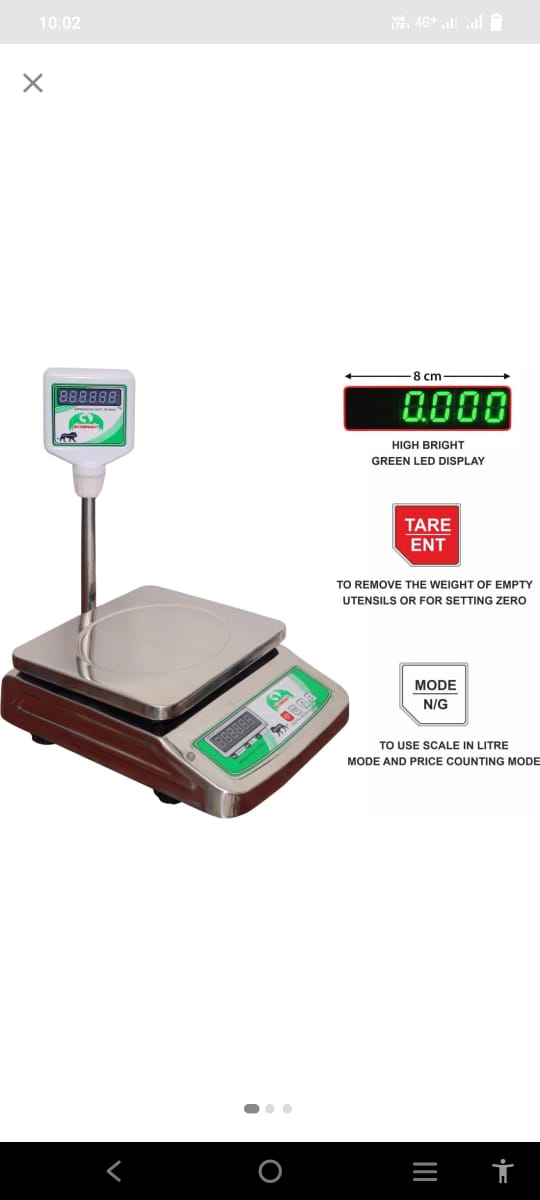 10:02
4G+
8 cm
0.000
HIGH BRIGHT
GREEN LED DISPLAY
TARE
ENT
TO REMOVE THE WEIGHT OF EMPTY
UTENSILS OR FOR SETTING ZERO
MODE
N/G
TO USE SCALE IN LITRE
MODE AND PRICE COUNTING MODE
888888